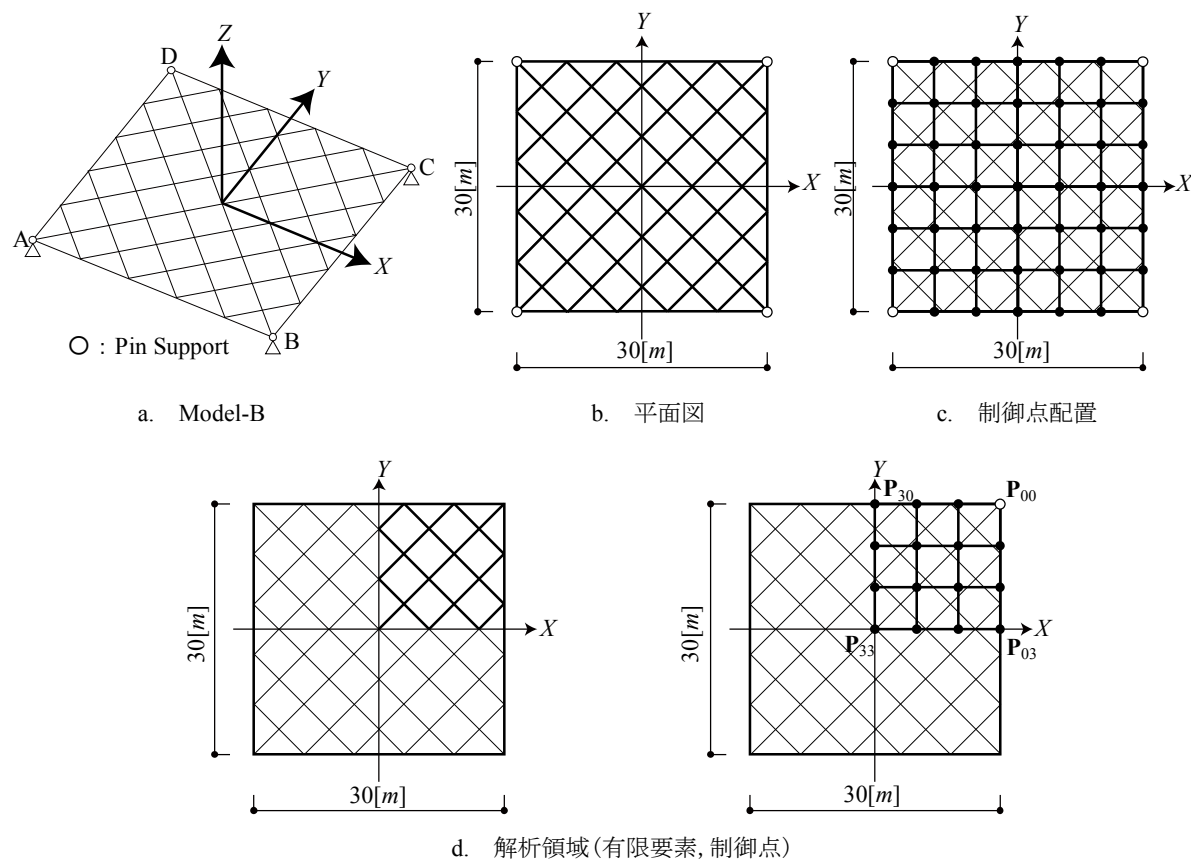 Z
Y
X
D
C
A
B
○ : Pin Support
a. Model-B
Y
X
30[m]
30[m]
b. 平面図
Y
X
30[m]
30[m]
c. 制御点配置
Y
X
30[m]
30[m]
Y
P30
P00
X
P33
P03
30[m]
30[m]
d. 解析領域(有限要素, 制御点)